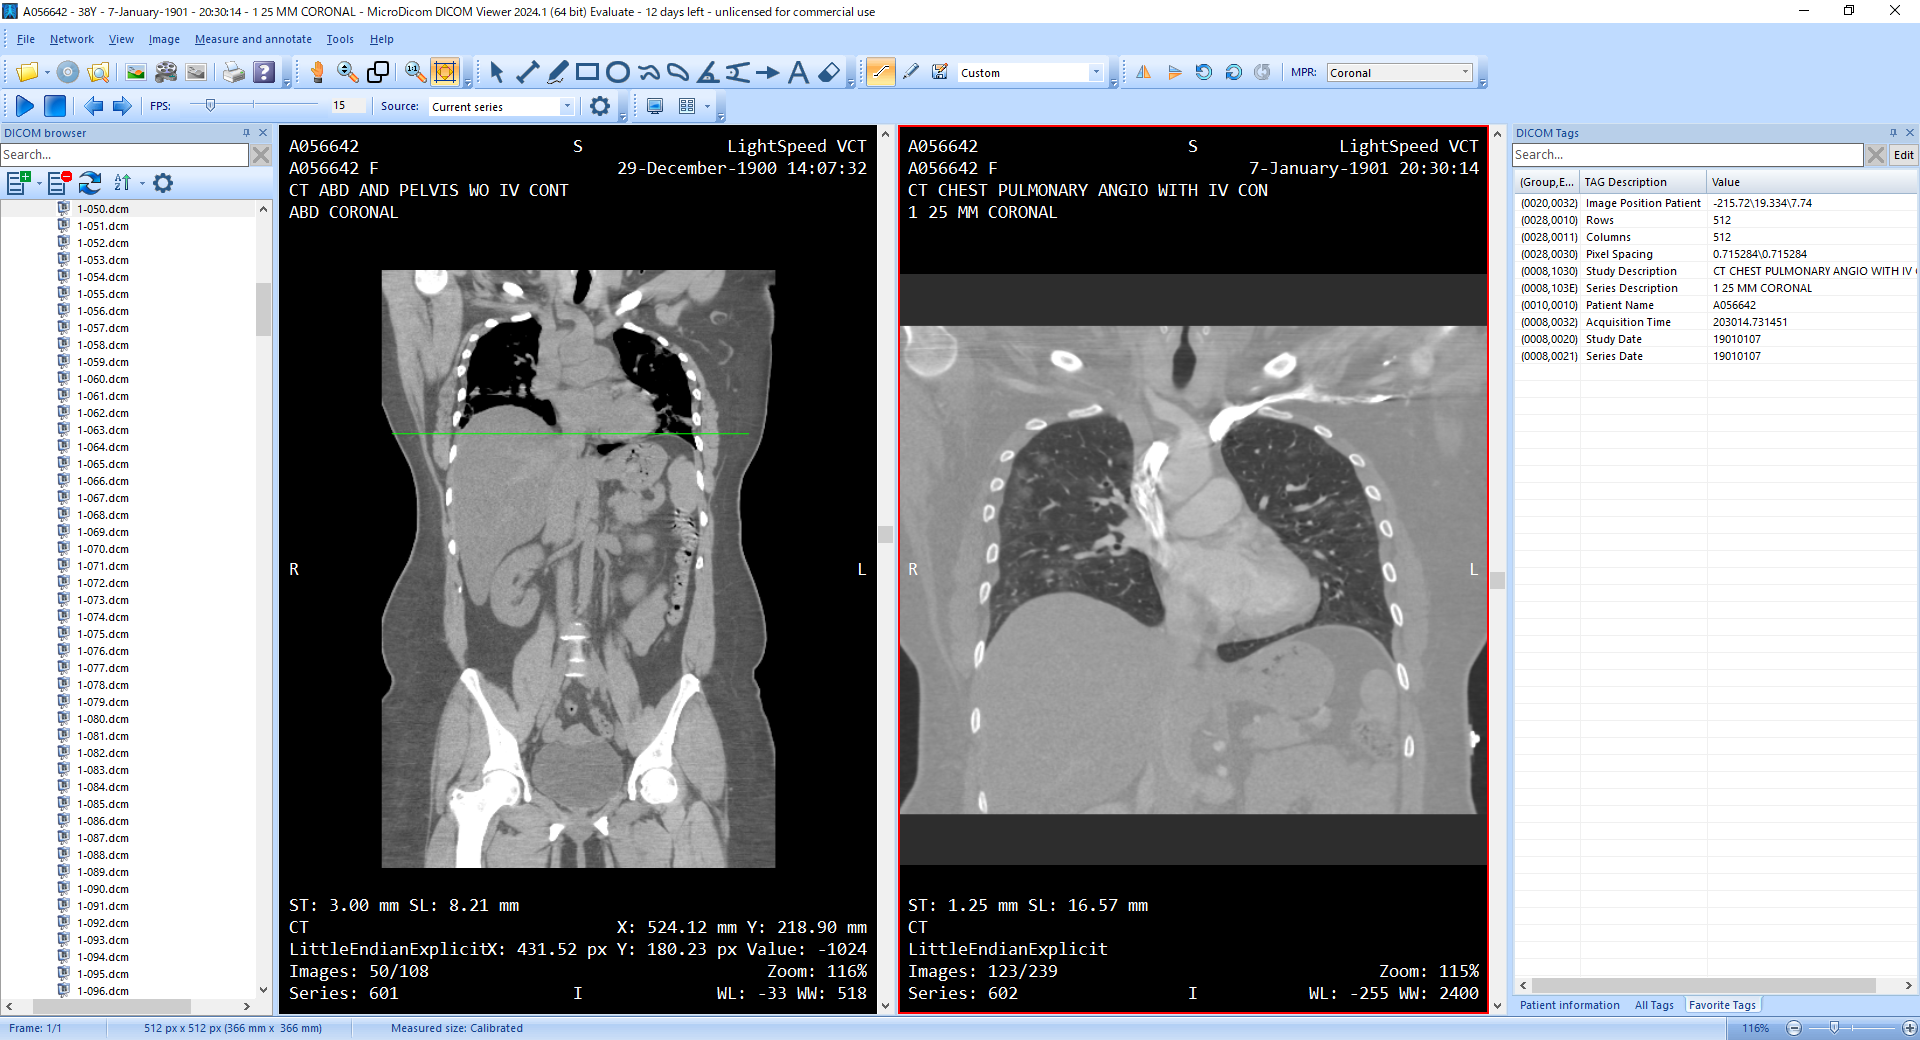 A056642 - 38Y - 7-January-1901 - 20:30:14 - 1 25 MM CORONAL - MicroDicom DICOM Viewer 2024.1 (64 bit) Evaluate - 12 days left - unlicensed for commercial use
File Network View Image Measure and annotate Tools Help
1:1 Custom MPR: Coronal
FPS: 15 Source: Current series
DICOM browser
Search...
1-050.dcm
1-051.dcm
1-052.dcm
1-053.dcm
1-054.dcm
1-055.dcm
1-056.dcm
1-057.dcm
1-058.dcm
1-059.dcm
1-060.dcm
1-061.dcm
1-062.dcm
1-063.dcm
1-064.dcm
1-065.dcm
1-066.dcm
1-067.dcm
1-068.dcm
1-069.dcm
1-070.dcm
1-071.dcm
1-072.dcm
1-073.dcm
1-074.dcm
1-075.dcm
1-076.dcm
1-077.dcm
1-078.dcm
1-079.dcm
1-080.dcm
1-081.dcm
1-082.dcm
1-083.dcm
1-084.dcm
1-085.dcm
1-086.dcm
1-087.dcm
1-088.dcm
1-089.dcm
1-090.dcm
1-091.dcm
1-092.dcm
1-093.dcm
1-094.dcm
1-095.dcm
1-096.dcm
A056642 S LightSpeed VCT
A056642 F 29-December-1900 14:07:32
CT ABD AND PELVIS WO IV CONT
ABD CORONAL
R L
ST: 3.00 mm SL: 8.21 mm
CT X: 524.12 mm Y: 218.90 mm
LittleEndianExplicit X: 431.52 px Y: 180.23 px Value: -1024
Images: 50/108 Zoom: 116%
Series: 601 I WL: -33 WW: 518
A056642 S LightSpeed VCT
A056642 F 7-January-1901 20:30:14
CT CHEST PULMONARY ANGIO WITH IV CON
1 25 MM CORONAL
R L
ST: 1.25 mm SL: 16.57 mm
CT
LittleEndianExplicit
Images: 123/239 Zoom: 115%
Series: 602 I WL: -255 WW: 2400
DICOM Tags
Search... Edit
(Group,E... TAG Description Value
(0020,0032) Image Position Patient -215.72\19.334\7.74
(0028,0010) Rows 512
(0028,0011) Columns 512
(0028,0030) Pixel Spacing 0.715284\0.715284
(0008,1030) Study Description CT CHEST PULMONARY ANGIO WITH IV
(0008,103E) Series Description 1 25 MM CORONAL
(0010,0010) Patient Name A056642
(0008,0032) Acquisition Time 203014.731451
(0008,0020) Study Date 19010107
(0008,0021) Series Date 19010107
Patient information All Tags Favorite Tags
Frame: 1/1 512 px x 512 px (366 mm x 366 mm) Measured size: Calibrated 116%